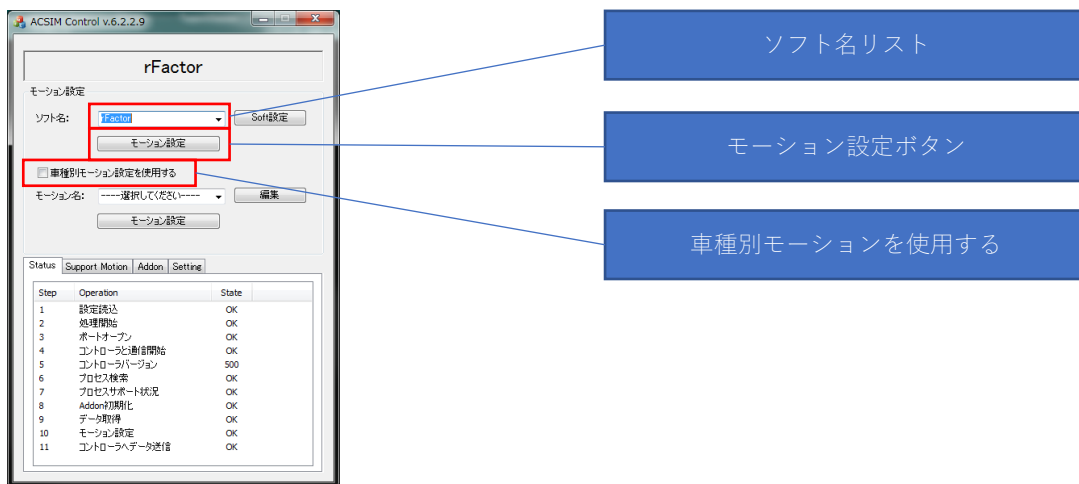 ACSIM Control v.6.2.2.9
rFactor
モーション設定
ソフト名:
rFactor
Soft設定
モーション設定
車種別モーション設定を使用する
モーション名:
----選択してください----
編集
モーション設定
Status Support Motion Addon Setting
Step Operation State
1 設定読込 OK
2 処理開始 OK
3 ポートオープン OK
4 コントローラと通信開始 OK
5 コントローラバージョン 500
6 プロセス検索 OK
7 プロセスサポート状況 OK
8 Addon初期化 OK
9 データ取得 OK
10 モーション設定 OK
11 コントローラへデータ送信 OK
ソフト名リスト
モーション設定ボタン
車種別モーションを使用する